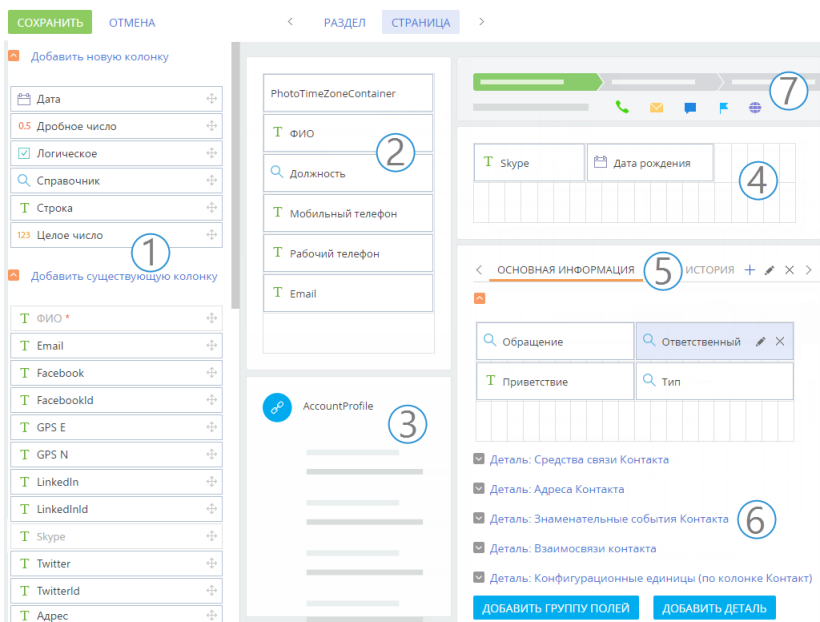 СОХРАНИТЬ ОТМЕНА РАЗДЕЛ СТРАНИЦА
Добавить новую колонку
Дата
0.5 Дробное число
Логическое
Справочник
T Строка
123 Целое число
1
Добавить существующую колонку
T ФИО *
T Email
T Facebook
T FacebookId
T GPS E
T GPS N
T LinkedIn
T LinkedInId
T Skype
T Twitter
T TwitterId
T Адрес
PhotoTimeZoneContainer
T ФИО
2
Должность
T Мобильный телефон
T Рабочий телефон
T Email
AccountProfile
3
7
T Skype Дата рождения
4
ОСНОВНАЯ ИНФОРМАЦИЯ 5 ИСТОРИЯ
Обращение Ответственный
T Приветствие Тип
Деталь: Средства связи Контакта
Деталь: Адреса Контакта
Деталь: Знаменательные события Контакта 6
Деталь: Взаимосвязи контакта
Деталь: Конфигурационные единицы (по колонке Контакт)
ДОБАВИТЬ ГРУППУ ПОЛЕЙ ДОБАВИТЬ ДЕТАЛЬ